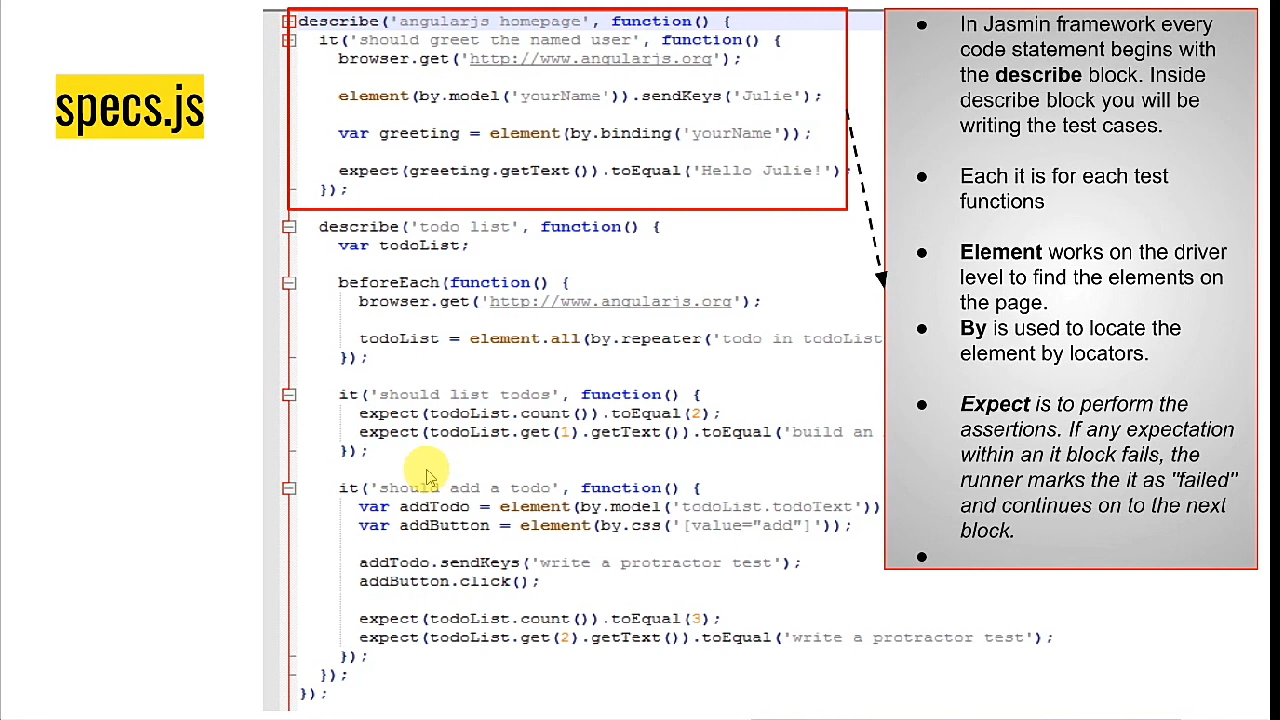 specs.js
describe('angularjs homepage', function() {
it('should greet the named user', function() {
browser.get('http://www.angularjs.org');
element(by.model('yourName')).sendKeys('Julie');
var greeting = element(by.binding('yourName'));
expect(greeting.getText()).toEqual('Hello Julie!');
});
describe('todo list', function() {
var todoList;
beforeEach(function() {
browser.get('http://www.angularjs.org');
todoList = element.all(by.repeater('todo in todoList
});
it('should list todos', function() {
expect(todoList.count()).toEqual(2);
expect(todoList.get(1).getText()).toEqual('build an
});
it('should add a todo', function() {
var addTodo = element(by.model('todoList.todoText'))
var addButton = element(by.css('[value="add"]'));
addTodo.sendKeys('write a protractor test');
addButton.click();
expect(todoList.count()).toEqual(3);
expect(todoList.get(2).getText()).toEqual('write a protractor test');
});
});
});
● In Jasmin framework every
code statement begins with
the describe block. Inside
describe block you will be
writing the test cases.
● Each it is for each test
functions
● Element works on the driver
level to find the elements on
the page.
● By is used to locate the
element by locators.
● Expect is to perform the
assertions. If any expectation
within an it block fails, the
runner marks the it as "failed"
and continues on to the next
block.
●